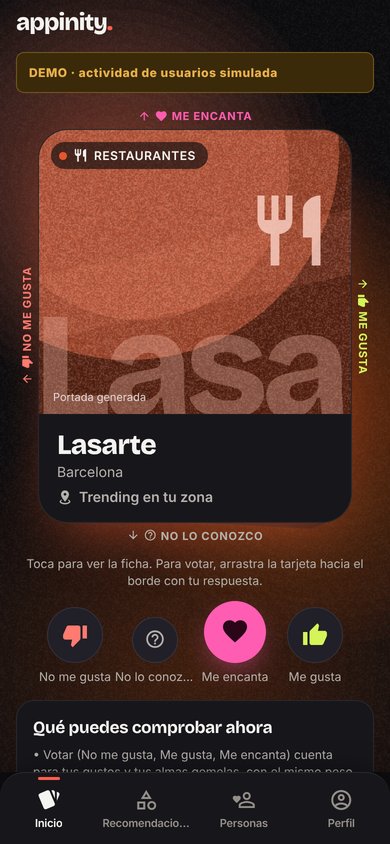 appinity.
DEMO · actividad de usuarios simulada
↑ ♥ ME ENCANTA
RESTAURANTES
← NO ME GUSTA
→ ME GUSTA
Lasa
Portada generada
Lasarte
Barcelona
Trending en tu zona
↓ NO LO CONOZCO
Toca para ver la ficha. Para votar, arrastra la tarjeta hacia el
borde con tu respuesta.
No me gusta
No lo conoz...
Me encanta
Me gusta
Qué puedes comprobar ahora
• Votar (No me gusta, Me gusta, Me encanta) cuenta
para tus gustos y tus almas gemelas, con el mismo peso
Inicio
Recomendacio...
Personas
Perfil